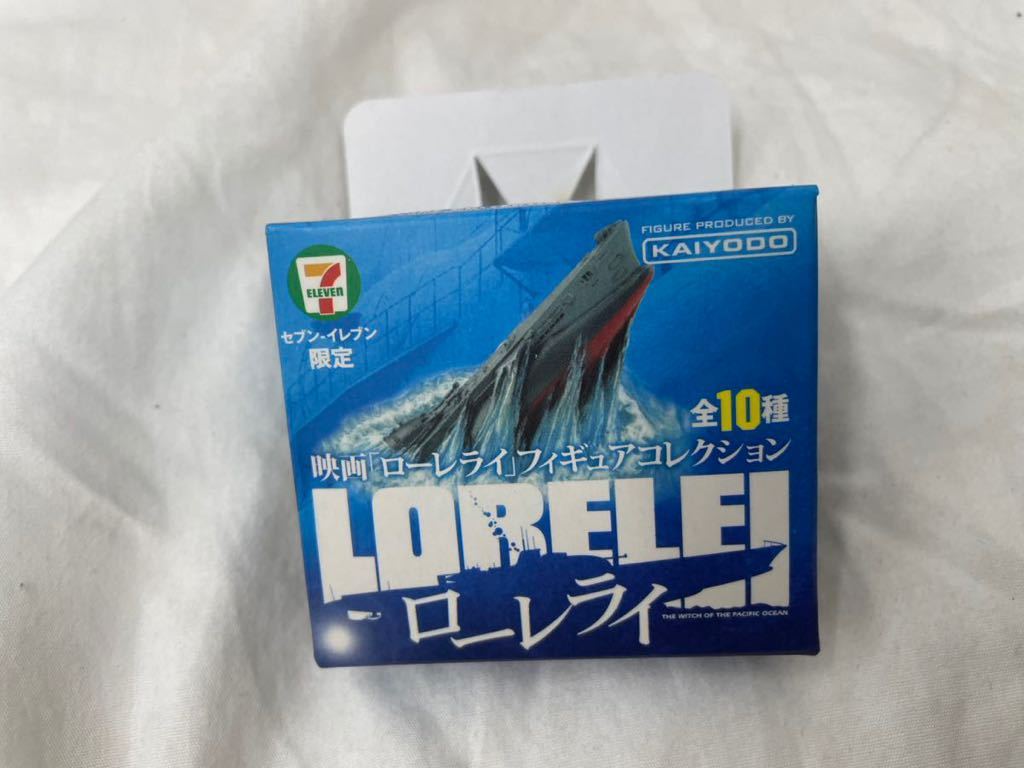 FIGURE PRODUCED BY
KAIYODO
7
ELEVEN
セブン-イレブン
限定
全10種
映画「ローレライ」フィギュアコレクション
LORELEI
ローレライ
THE WITCH OF THE PACIFIC OCEAN